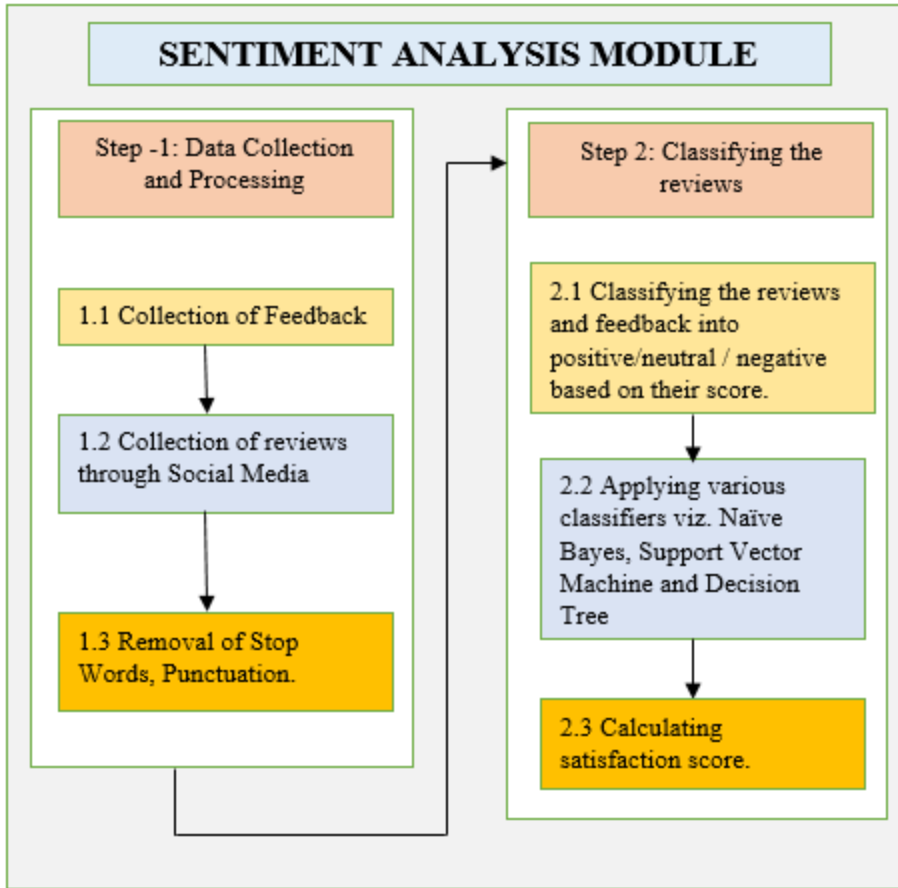 SENTIMENT ANALYSIS MODULE
Step -1: Data Collection
and Processing
1.1 Collection of Feedback
1.2 Collection of reviews
through Social Media
1.3 Removal of Stop
Words, Punctuation.
Step 2: Classifying the
reviews
2.1 Classifying the reviews
and feedback into
positive/neutral / negative
based on their score.
2.2 Applying various
classifiers viz. Naïve
Bayes, Support Vector
Machine and Decision
Tree
2.3 Calculating
satisfaction score.